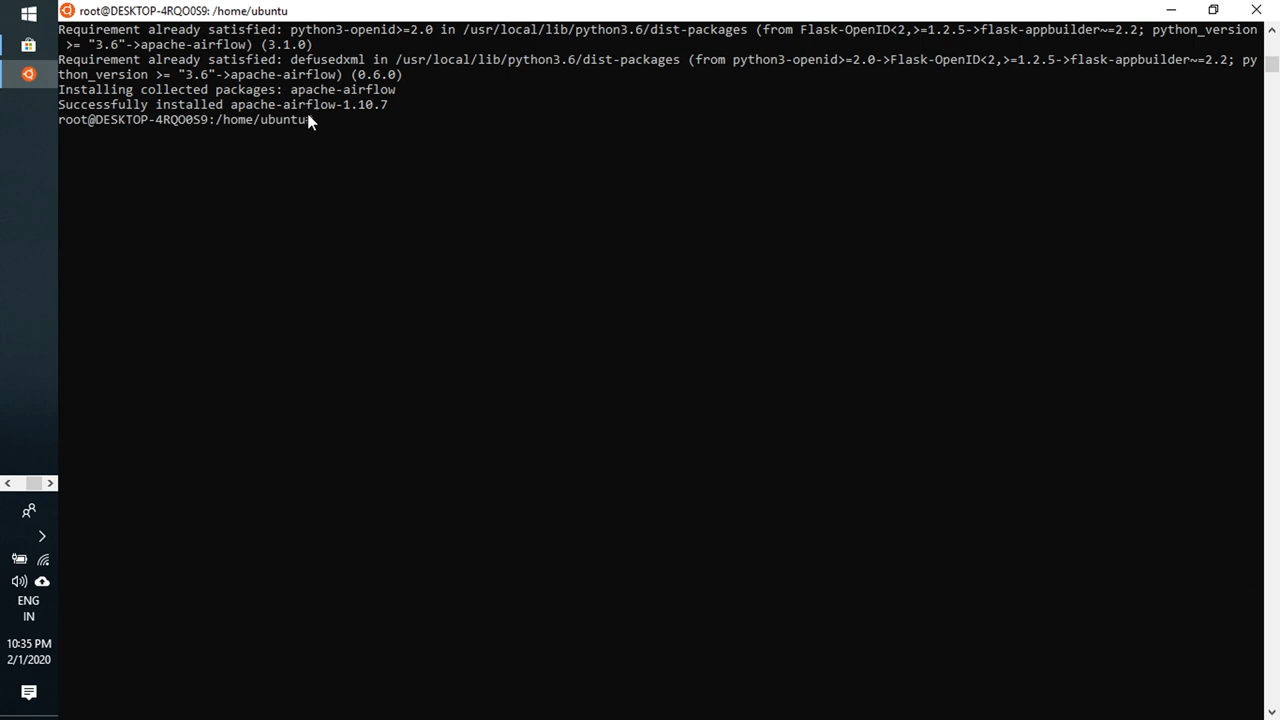 root@DESKTOP-4RQO0S9: /home/ubuntu
Requirement already satisfied: python3-openid>=2.0 in /usr/local/lib/python3.6/dist-packages (from Flask-OpenID<2,>=1.2.5->flask-appbuilder~=2.2; python_version
>= "3.6"->apache-airflow) (3.1.0)
Requirement already satisfied: defusedxml in /usr/local/lib/python3.6/dist-packages (from python3-openid>=2.0->Flask-OpenID<2,>=1.2.5->flask-appbuilder~=2.2; py
thon_version >= "3.6"->apache-airflow) (0.6.0)
Installing collected packages: apache-airflow
Successfully installed apache-airflow-1.10.7
root@DESKTOP-4RQO0S9:/home/ubuntu
ENG
IN
10:35 PM
2/1/2020